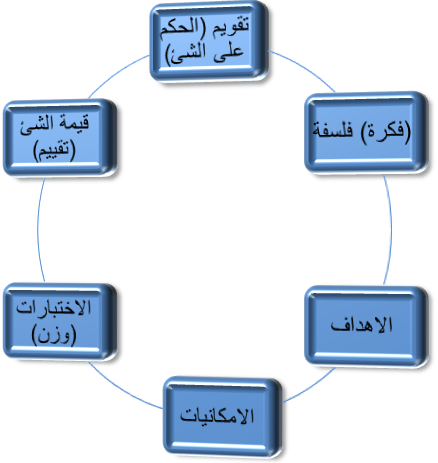 تقويم (الحكم
على الشئ)
(فكرة) فلسفة
الاهداف
الامكانيات
الاختبارات
(وزن)
قيمة الشئ
(تقييم)